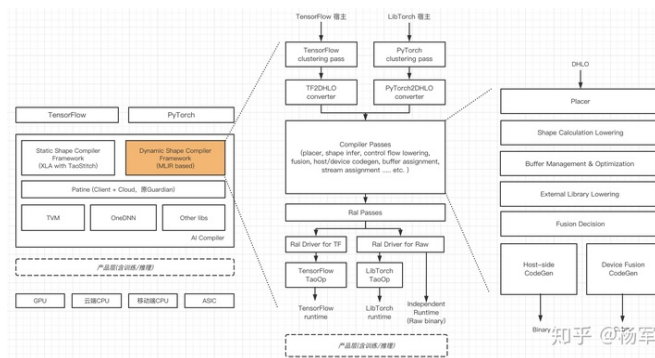 TensorFlow
PyTorch
Static Shape Compiler
Framework
(XLA with TaoStitch)
Dynamic Shape Compiler
Framework
(MLIR based)
Patine (Client + Cloud, 原Guardian)
TVM
OneDNN
Other libs
AI Compiler
产品层(含训练/推理)
GPU
云端CPU
移动端CPU
ASIC
TensorFlow 宿主
LibTorch 宿主
TensorFlow
clustering pass
PyTorch
clustering pass
TF2DHLO
converter
PyTorch2DHLO
converter
Compiler Passes
(placer, shape infer, control flow lowering,
fusion, host/device codegen, buffer assignment,
stream assignment ..... etc. )
Ral Passes
Ral Driver for TF
Ral Driver for Raw
TensorFlow
TaoOp
LibTorch
TaoOp
TensorFlow
runtime
LibTorch
runtime
Independent
Runtime
(Raw binary)
产品层(含训练/推理)
DHLO
Placer
Shape Calculation Lowering
Buffer Management & Optimization
External Library Lowering
Fusion Decision
Host-side
CodeGen
Device Fusion
CodeGen
Binary
知乎 @杨军